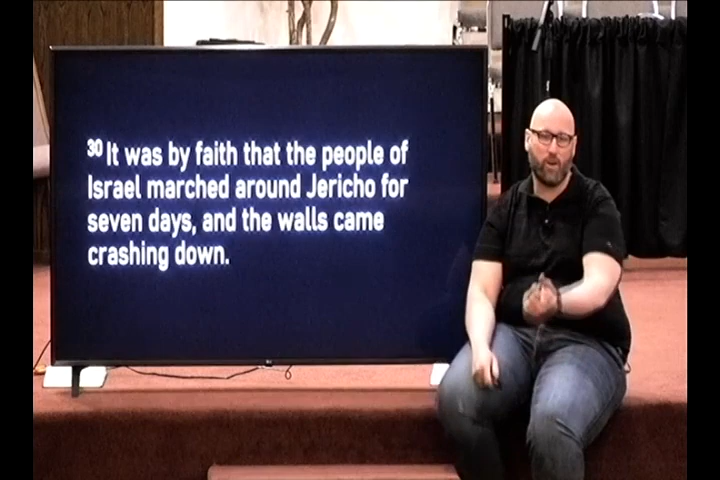 30 It was by faith that the people of
Israel marched around Jericho for
seven days, and the walls came
crashing down.